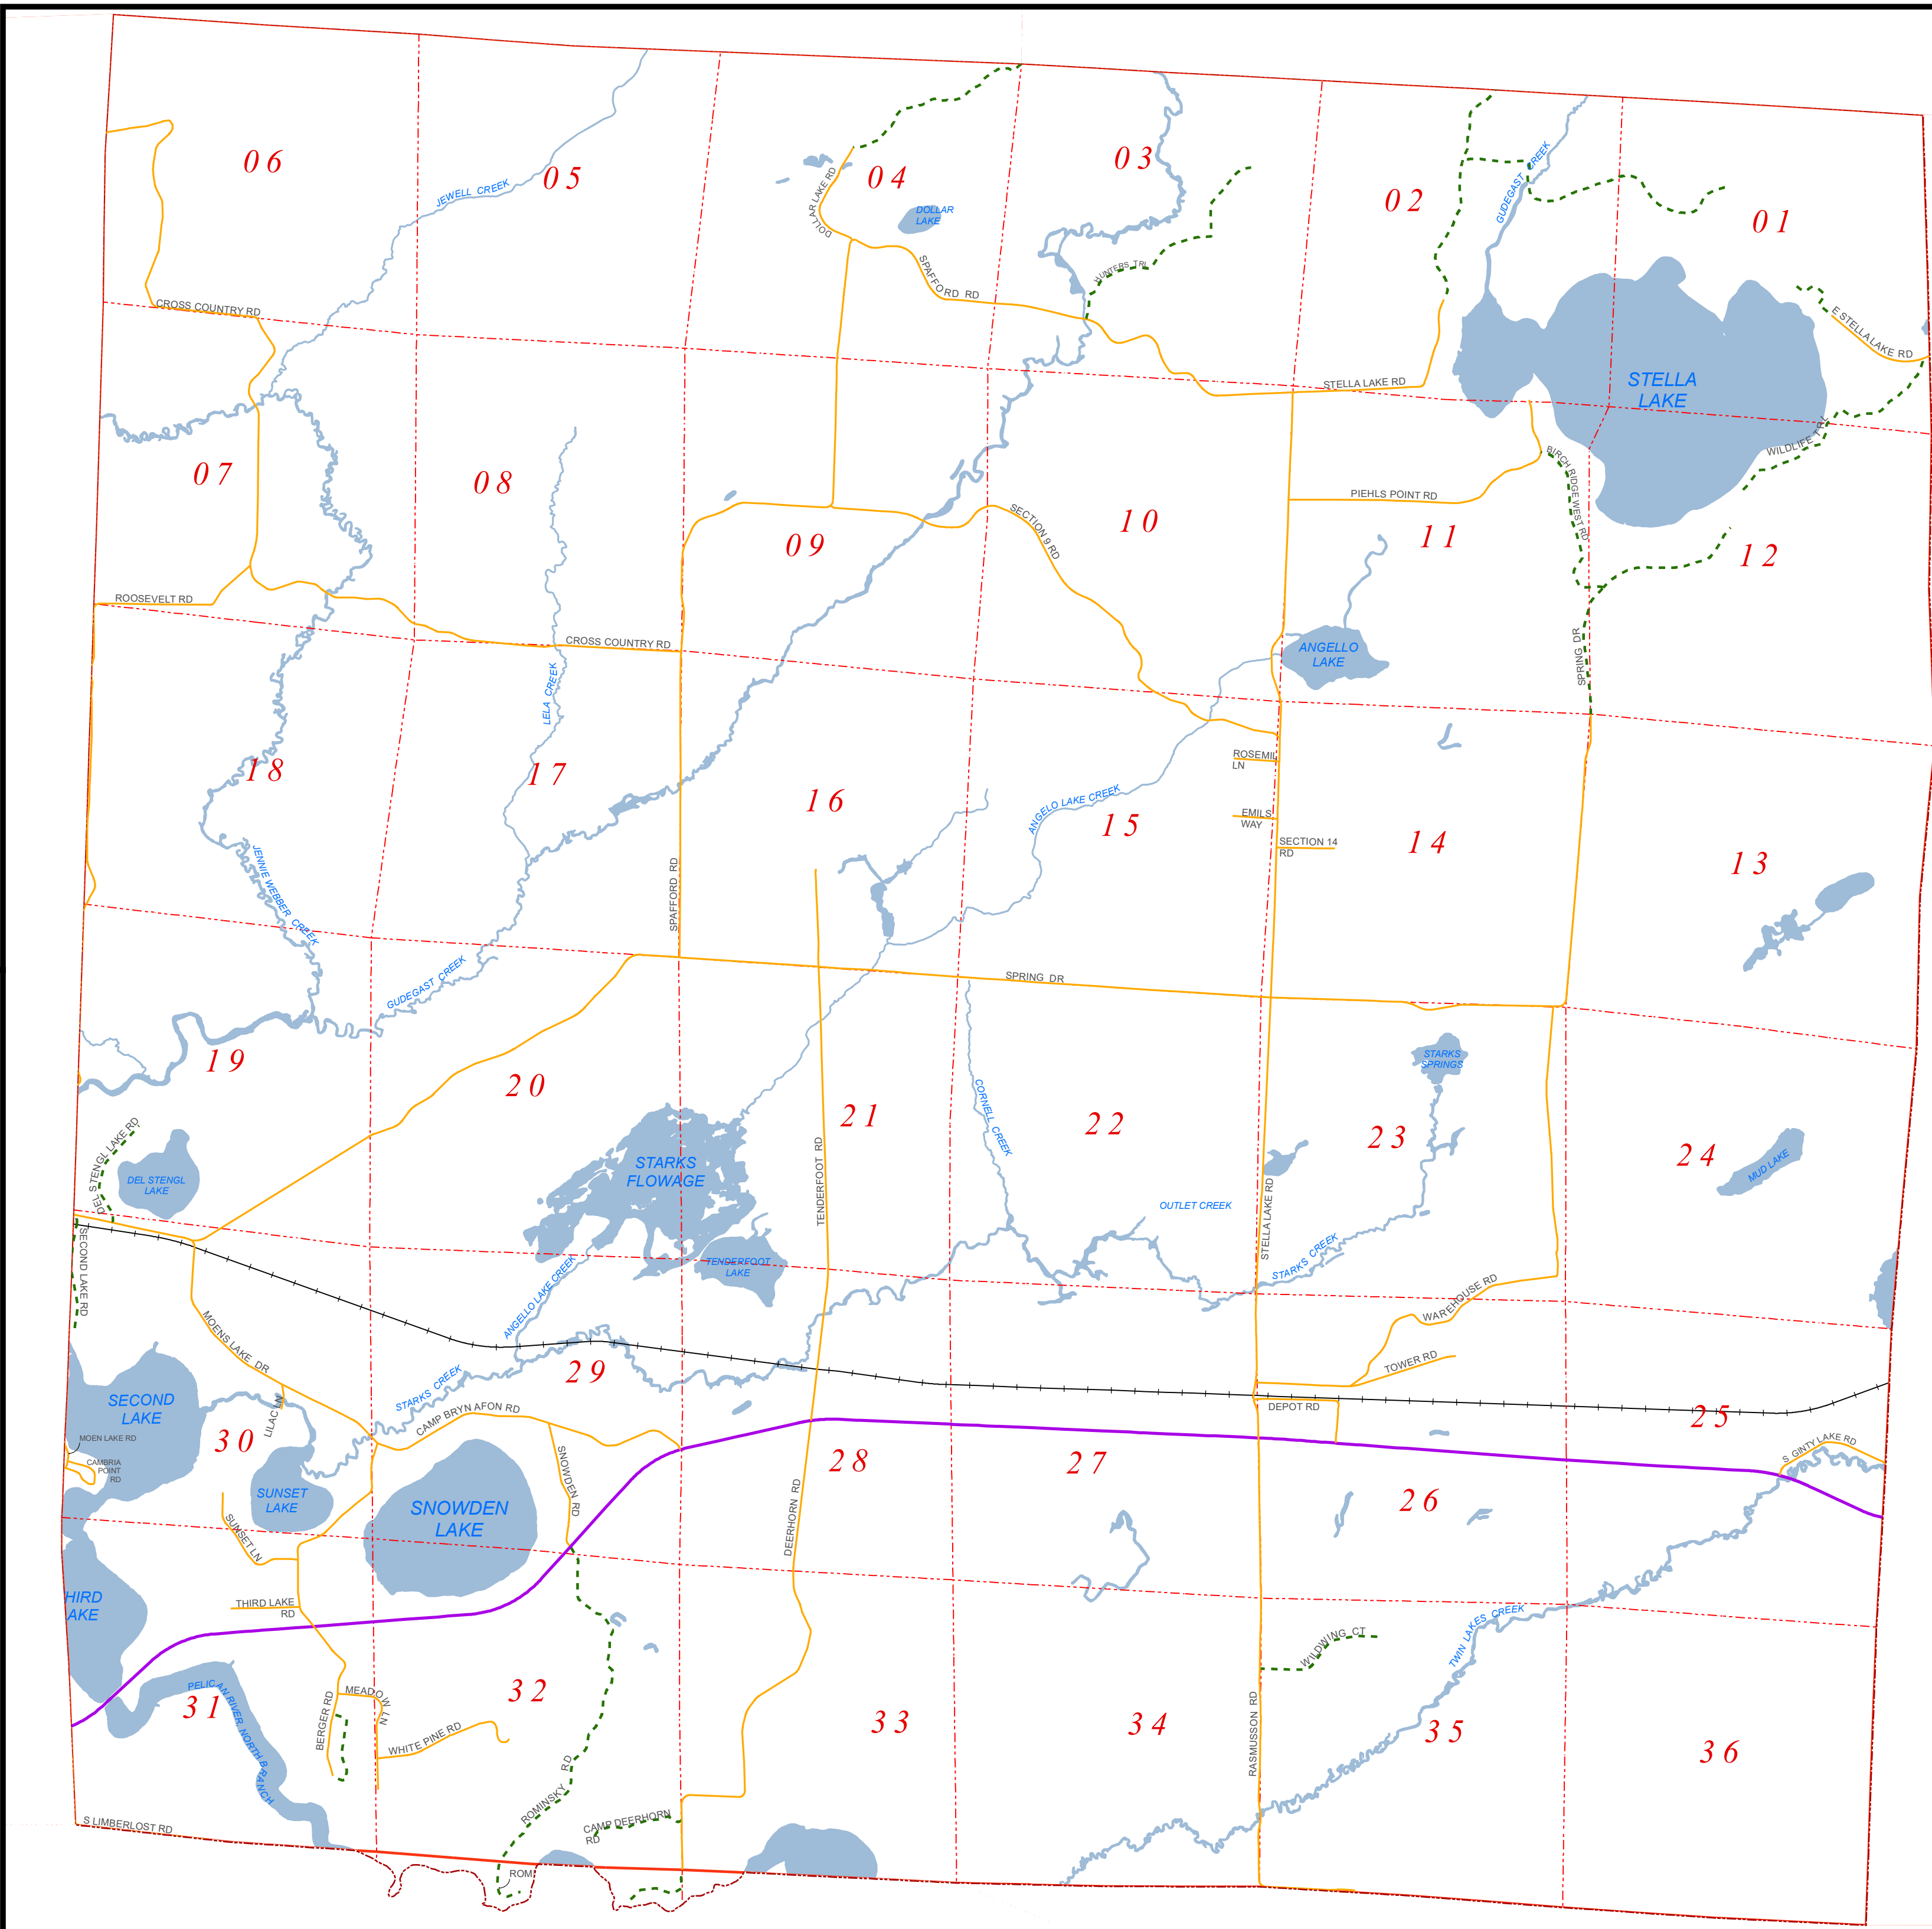 06
05
04
03
02
01
JEWELL CREEK
GUDEGAST CREEK
DOLLAR LAKE RD
DOLLAR
LAKE
SPAFFORD RD
HUNTERS TRL
CROSS COUNTRY RD
E STELLA LAKE RD
STELLA
LAKE
STELLA LAKE RD
WILDLIFE TRL
07
08
09
10
11
12
BIRCH RIDGE WEST RD
PIEHLS POINT RD
SECTION 9 RD
ROOSEVELT RD
CROSS COUNTRY RD
ANGELLO
LAKE
SPRING DR
LELA CREEK
18
17
16
15
14
13
ROSEMIL
LN
ANGELO LAKE CREEK
EMILS
WAY
SECTION 14
RD
JENNIE WEBBER CREEK
SPAFFORD RD
GUDEGAST CREEK
SPRING DR
19
20
21
22
23
24
STARKS
SPRINGS
CORNELL CREEK
DEL STENGL LAKE RD
DEL STENGL
LAKE
STARKS
FLOWAGE
TENDERFOOT RD
MUD LAKE
OUTLET CREEK
STELLA LAKE RD
SECOND LAKE RD
TENDERFOOT
LAKE
STARKS CREEK
ANGELLO LAKE CREEK
WAREHOUSE RD
MOENS LAKE DR
TOWER RD
29
STARKS CREEK
SECOND
LAKE
LILAC LN
CAMP BRYN AFON RD
DEPOT RD
25
30
MOEN LAKE RD
CAMBRIA
POINT
RD
28
27
26
S GINTY LAKE RD
SNOWDEN RD
SUNSET
LAKE
SNOWDEN
LAKE
DEERHORN RD
SUNSET LN
HIRD
AKE
THIRD LAKE
RD
WILDWING CT
TWIN LAKES CREEK
31
32
33
34
35
36
PELICAN RIVER, NORTH BRANCH
BERGER RD
MEADOW LN
WHITE PINE RD
RASMUSSON RD
ROMINSKY RD
CAMP DEERHORN
RD
S LIMBERLOST RD
ROMI